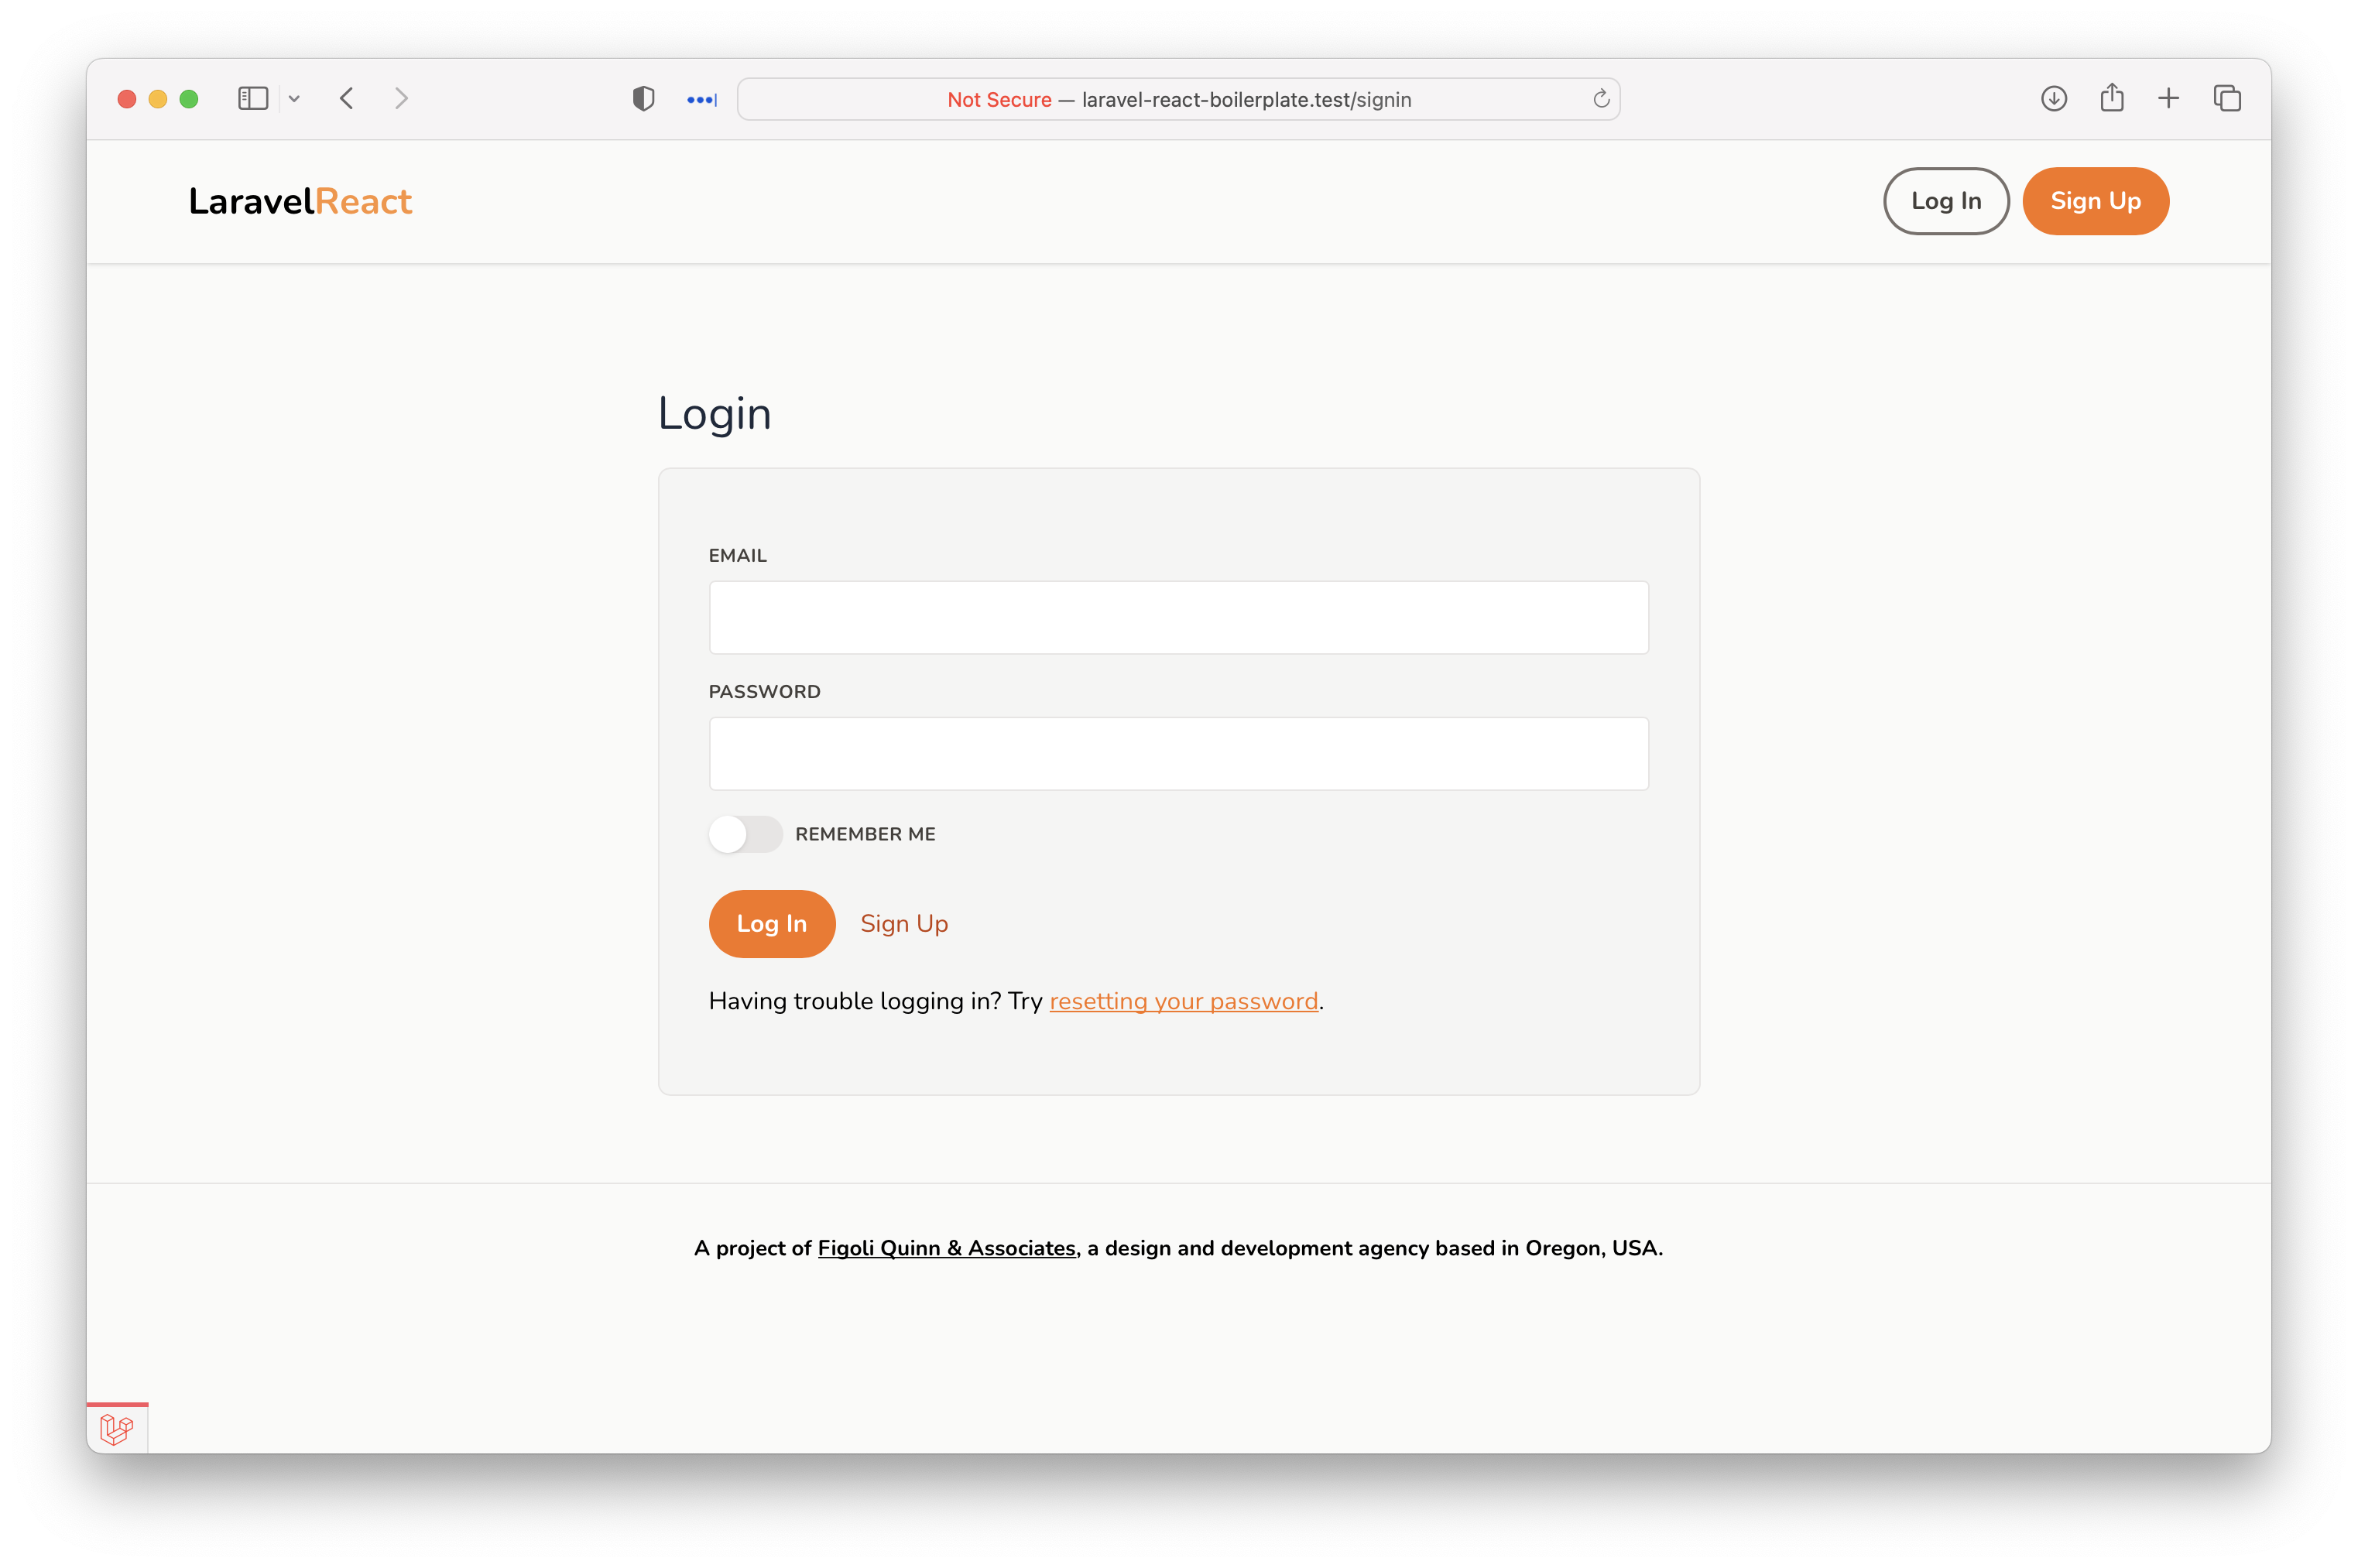 Not Secure — laravel-react-boilerplate.test/signin
LaravelReact
Log In
Sign Up
Login
EMAIL
PASSWORD
REMEMBER ME
Log In Sign Up
Having trouble logging in? Try resetting your password.
A project of Figoli Quinn & Associates, a design and development agency based in Oregon, USA.